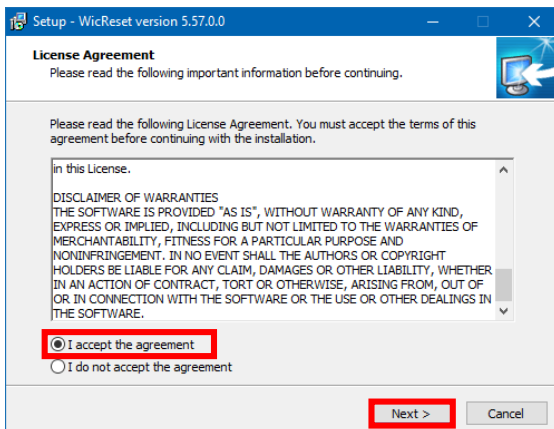 Setup - WicReset version 5.57.0.0
License Agreement
Please read the following important information before continuing.
Please read the following License Agreement. You must accept the terms of this
agreement before continuing with the installation.
in this License.
DISCLAIMER OF WARRANTIES
THE SOFTWARE IS PROVIDED "AS IS", WITHOUT WARRANTY OF ANY KIND,
EXPRESS OR IMPLIED, INCLUDING BUT NOT LIMITED TO THE WARRANTIES OF
MERCHANTABILITY, FITNESS FOR A PARTICULAR PURPOSE AND
NONINFRINGEMENT. IN NO EVENT SHALL THE AUTHORS OR COPYRIGHT
HOLDERS BE LIABLE FOR ANY CLAIM, DAMAGES OR OTHER LIABILITY, WHETHER
IN AN ACTION OF CONTRACT, TORT OR OTHERWISE, ARISING FROM, OUT OF
OR IN CONNECTION WITH THE SOFTWARE OR THE USE OR OTHER DEALINGS IN
THE SOFTWARE.
I accept the agreement
I do not accept the agreement
Next >
Cancel